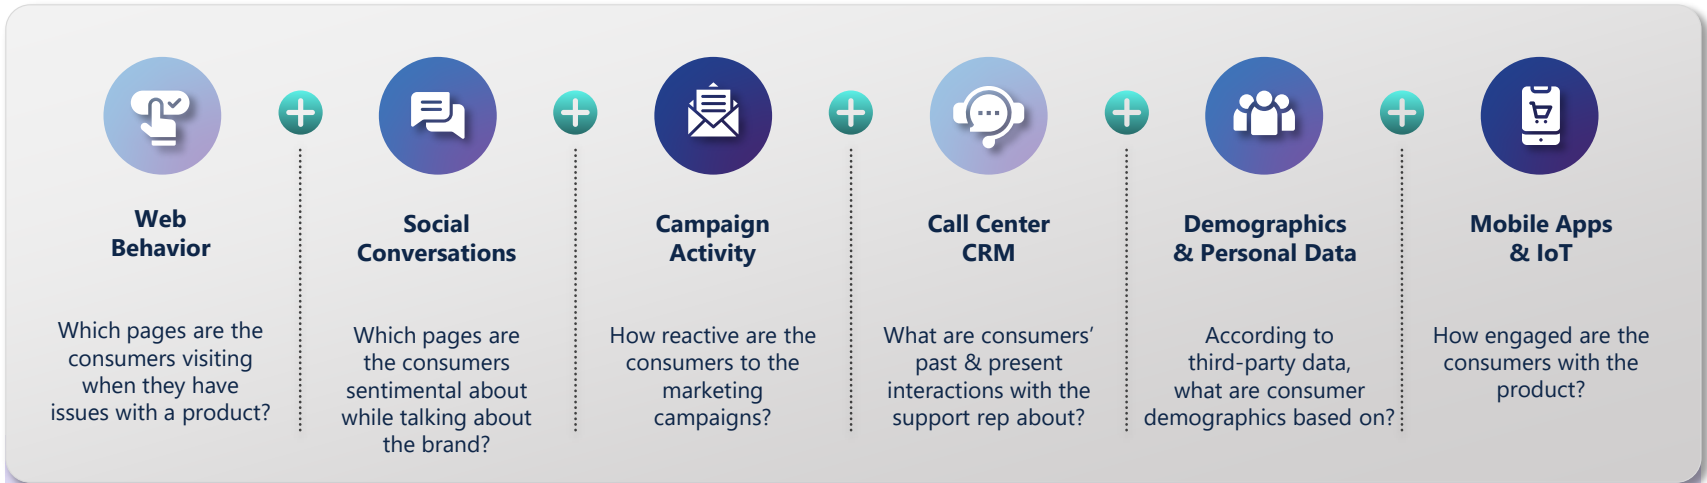 Web
Behavior
Which pages are the
consumers visiting
when they have
issues with a product?
Social
Conversations
Which pages are
the consumers
sentimental about
while talking about
the brand?
Campaign
Activity
How reactive are the
consumers to the
marketing
campaigns?
Call Center
CRM
What are consumers’
past & present
interactions with the
support rep about?
Demographics
& Personal Data
According to
third-party data,
what are consumer
demographics based on?
Mobile Apps
& IoT
How engaged are the
consumers with the
product?